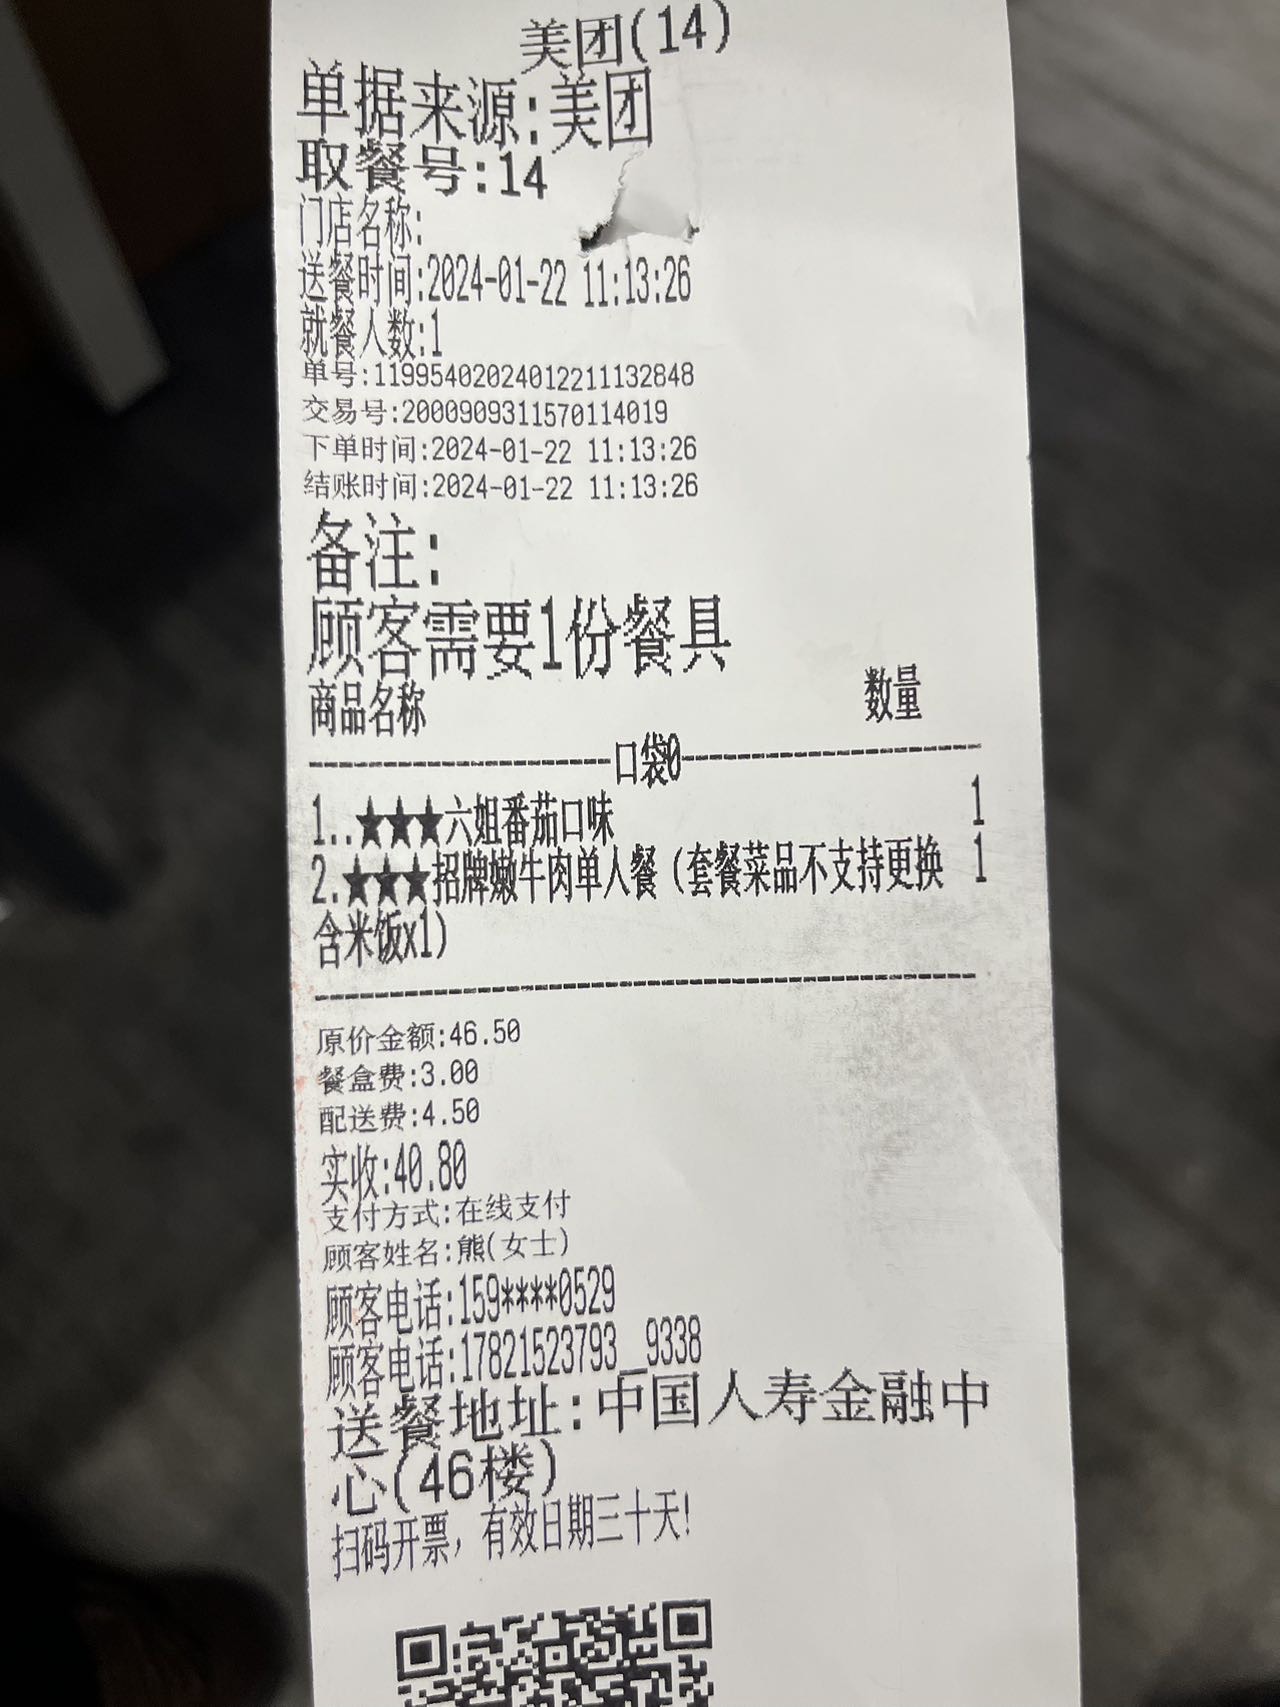 美团(14)
单据来源:美团
取餐号:14
门店名称:
送餐时间:2024-01-22 11:13:26
就餐人数:1
单号:11995402024012211132848
交易号:2000909311570114019
下单时间:2024-01-22 11:13:26
结账时间:2024-01-22 11:13:26
备注:
顾客需要1份餐具
商品名称 数量
---------------------口袋0---------------------
1..★★★六姐番茄口味 1
2.★★★招牌嫩牛肉单人餐(套餐菜品不支持更换 1
含米饭x1)
------------------------------------------------
原价金额:46.50
餐盒费:3.00
配送费:4.50
实收:40.80
支付方式:在线支付
顾客姓名:熊(女士)
顾客电话:159****0529
顾客电话:17821523793_9338
送餐地址:中国人寿金融中
心(46楼)
扫码开票，有效日期三十天!